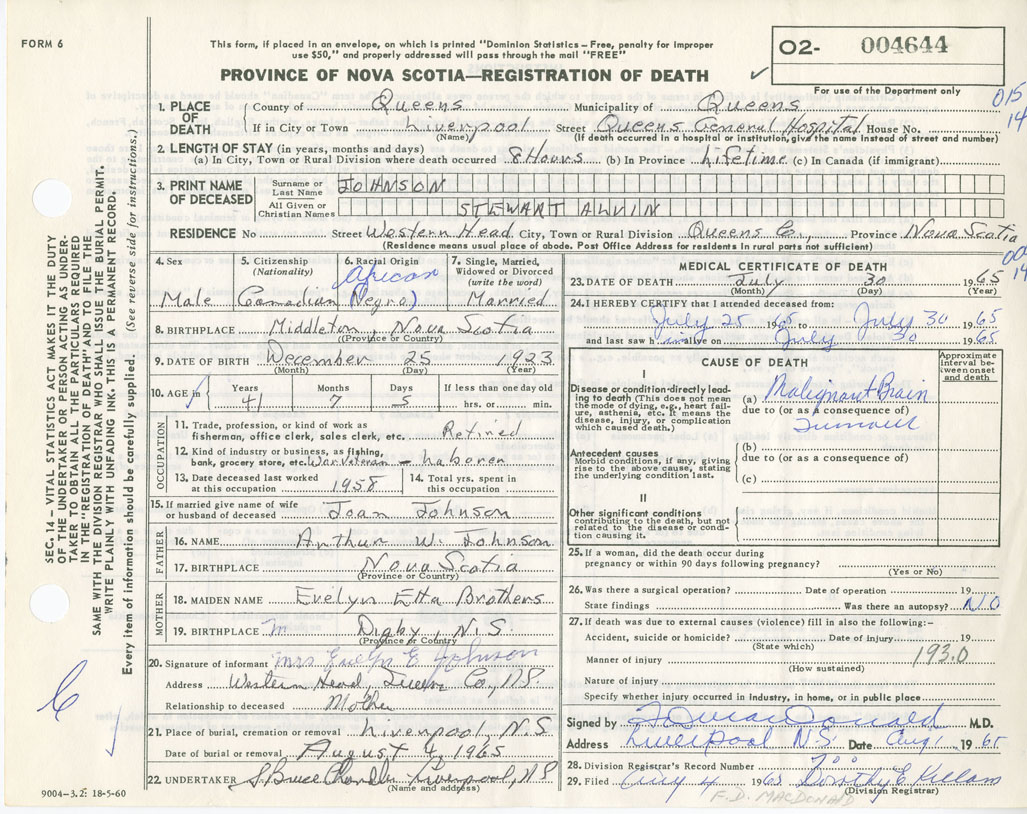 FORM 6
This form, if placed in an envelope, on which is printed "Dominion Statistics – Free, penalty for improper
use $50," and properly addressed will pass through the mail "FREE"
PROVINCE OF NOVA SCOTIA—REGISTRATION OF DEATH
02- 004644
For use of the Department only
015
14
1. PLACE OF DEATH
County of Queens Municipality of Queens
If in City or Town Liverpool Street Queens General Hospital House No.
(Name) (If death occurred in a hospital or institution, give the name instead of street and number)
2. LENGTH OF STAY (in years, months and days)
(a) In City, Town or Rural Division where death occurred 8 Hours (b) In Province Lifetime (c) In Canada (if immigrant)
3. PRINT NAME OF DECEASED
Surname or Last Name JOHNSON
All Given or Christian Names STEWART ALVIN
RESIDENCE No Street Western Head City, Town or Rural Division Queens Co., Province Nova Scotia
(Residence means usual place of abode. Post Office Address for residents in rural parts not sufficient)
4. Sex
Male
5. Citizenship
(Nationality)
Canadian
6. Racial Origin
African
(Negro)
7. Single, Married, Widowed or Divorced
(write the word)
Married
8. BIRTHPLACE Middleton, Nova Scotia
(Province or Country)
9. DATE OF BIRTH December 25 1923
(Month) (Day) (Year)
10. AGE in Years 41 Months 7 Days 5 If less than one day old
hrs. or min.
OCCUPATION
11. Trade, profession, or kind of work as
fisherman, office clerk, sales clerk, etc. Retired
12. Kind of industry or business, as fishing,
bank, grocery store, etc. War Veteran – Laborer
13. Date deceased last worked
at this occupation 1958
14. Total yrs. spent in
this occupation
15. If married give name of wife
or husband of deceased Joan Johnson
FATHER
16. NAME Arthur W. Johnson
17. BIRTHPLACE Nova Scotia
(Province or Country)
MOTHER
18. MAIDEN NAME Evelyn Etta Brothers
19. BIRTHPLACE Digby, N.S.
(Province or Country)
20. Signature of informant Mrs Evelyn E Johnson
Address Western Head, Queens Co., N.S.
Relationship to deceased Mother
21. Place of burial, cremation or removal Liverpool, N.S
Date of burial or removal August 4, 1965
22. UNDERTAKER S. Bruce Chandler Liverpool, N.S
(Name and address)
MEDICAL CERTIFICATE OF DEATH
23. DATE OF DEATH July 30 1965
(Month) (Day) (Year)
24. I HEREBY CERTIFY that I attended deceased from:
July 25 1965 to July 30 1965
and last saw him alive on July 30 1965
CAUSE OF DEATH
Approximate interval between onset and death
I
Disease or condition directly leading to death (This does not mean the mode of dying, e.g., heart failure, asthenia, etc. It means the disease, injury, or complication which caused death.)
(a) Malignant Brain
due to (or as a consequence of)
Tumour
Antecedent causes
Morbid conditions, if any, giving rise to the above cause, stating the underlying condition last.
(b)
due to (or as a consequence of)
(c)
II
Other significant conditions
contributing to the death, but not related to the disease or condition causing it.
25. If a woman, did the death occur during
pregnancy or within 90 days following pregnancy?
(Yes or No)
26. Was there a surgical operation? Date of operation 19
State findings Was there an autopsy? NO
27. If death was due to external causes (violence) fill in also the following:–
Accident, suicide or homicide? Date of injury 19
(State which)
193.0
Manner of injury
(How sustained)
Nature of injury
Specify whether injury occurred in industry, in home, or in public place
Signed by F D MacDonald M.D.
Address Liverpool NS. Date Aug 1 1965
28. Division Registrar's Record Number
29. Filed Aug 4 1965 Dorothy E Killam
(Division Registrar)
F. D. MACDONALD
SEC. 14 – VITAL STATISTICS ACT MAKES IT THE DUTY
OF THE UNDERTAKER OR PERSON ACTING AS UNDERTAKER
TO OBTAIN ALL THE PARTICULARS REQUIRED
IN THE "REGISTRATION OF DEATH" AND TO FILE THE
SAME WITH THE DIVISION REGISTRAR WHO SHALL ISSUE THE BURIAL PERMIT.
WRITE PLAINLY WITH UNFADING INK. THIS IS A PERMANENT RECORD.
Every item of information should be carefully supplied. (See reverse side for instructions.)
9004-3.2: 18-5-60